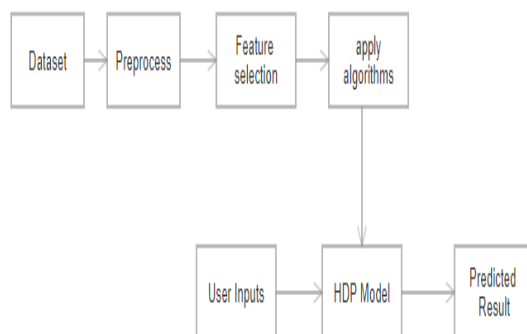 Dataset
Preprocess
Feature
selection
apply
algorithms
User Inputs
HDP Model
Predicted
Result